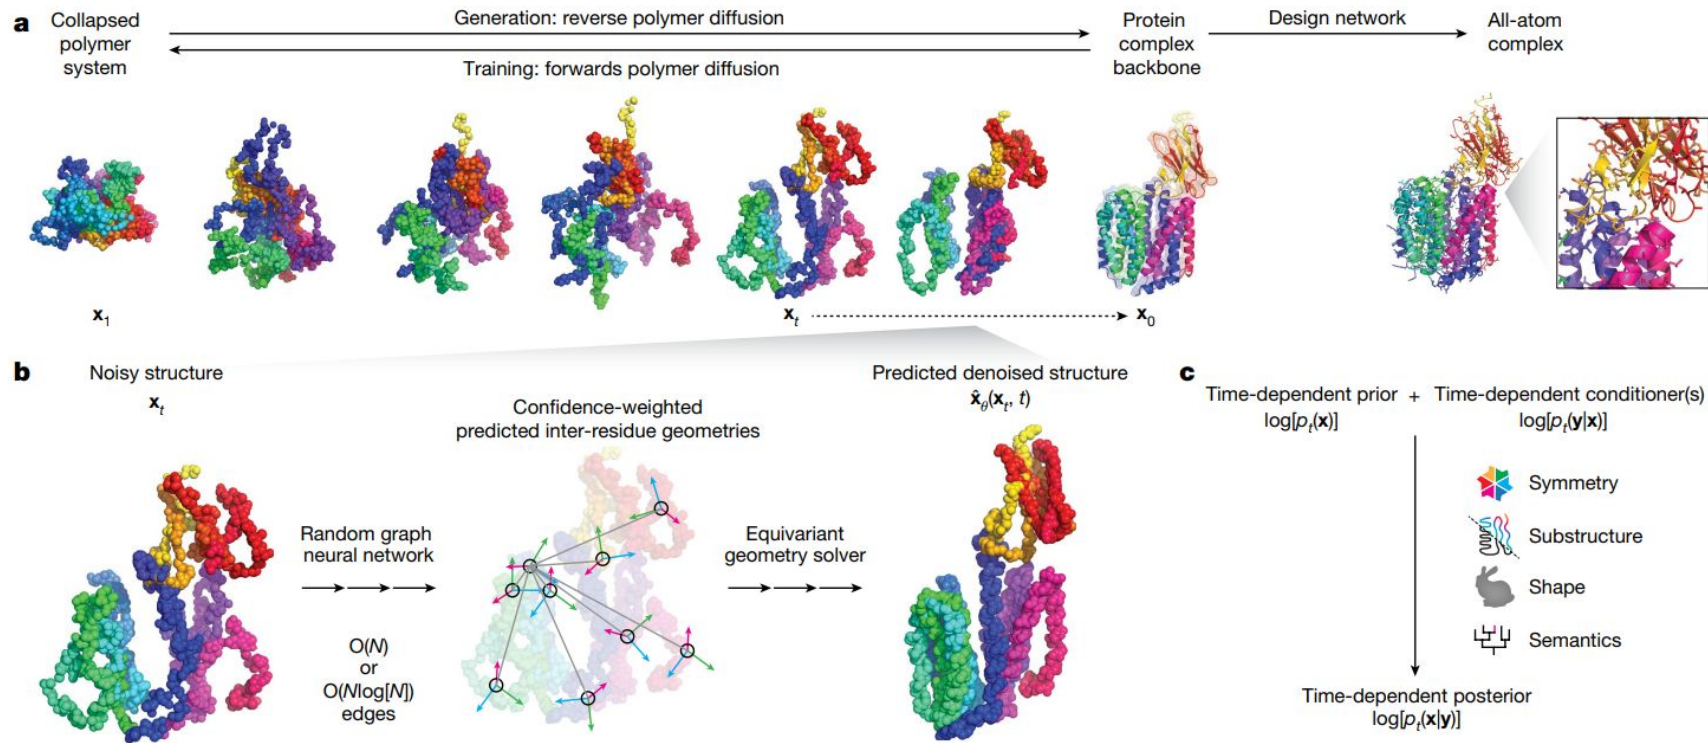 a
Collapsed
polymer
system
Generation: reverse polymer diffusion
Training: forwards polymer diffusion
Protein
complex
backbone
Design network
All-atom
complex
x₁
xₜ
x₀
b
Noisy structure
xₜ
Random graph
neural network
O(N)
or
O(Nlog[N])
edges
Confidence-weighted
predicted inter-residue geometries
Equivariant
geometry solver
Predicted denoised structure
x̂_θ(xₜ, t)
c
Time-dependent prior + Time-dependent conditioner(s)
log[pₜ(x)] log[pₜ(y|x)]
Symmetry
Substructure
Shape
Semantics
Time-dependent posterior
log[pₜ(x|y)]